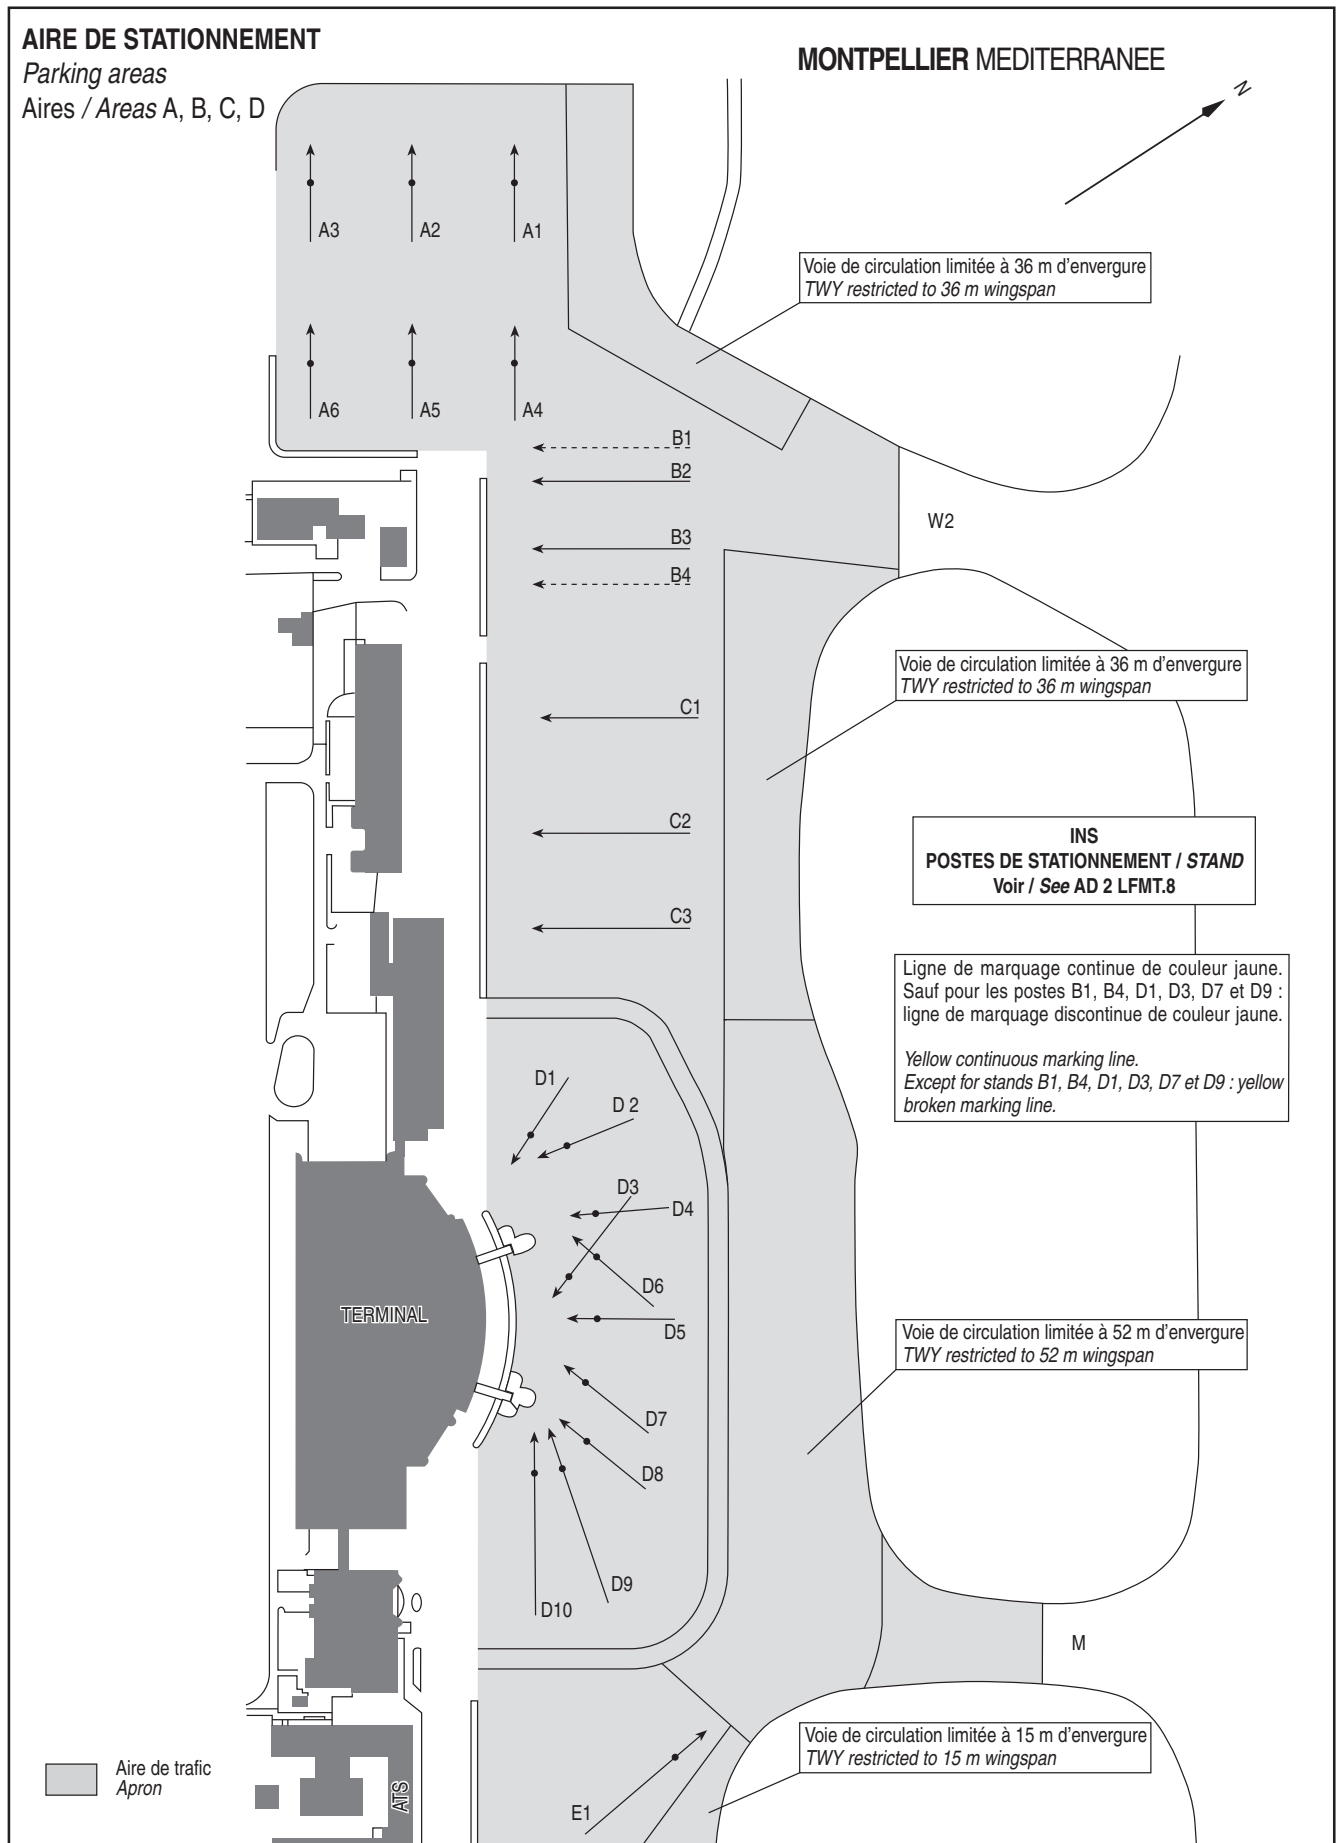 AIRE DE STATIONNEMENT
Parking areas
Aires / Areas A, B, C, D
MONTPELLIER MEDITERRANEE
N
A3
A2
A1
Voie de circulation limitée à 36 m d'envergure
TWY restricted to 36 m wingspan
A6
A5
A4
B1
B2
W2
B3
B4
Voie de circulation limitée à 36 m d'envergure
TWY restricted to 36 m wingspan
C1
C2
INS
POSTES DE STATIONNEMENT / STAND
Voir / See AD 2 LFMT.8
C3
Ligne de marquage continue de couleur jaune.
Sauf pour les postes B1, B4, D1, D3, D7 et D9 :
ligne de marquage discontinue de couleur jaune.
Yellow continuous marking line.
Except for stands B1, B4, D1, D3, D7 et D9 : yellow
broken marking line.
D1
D 2
D3
D4
D6
TERMINAL
D5
Voie de circulation limitée à 52 m d'envergure
TWY restricted to 52 m wingspan
D7
D8
D9
D10
M
Voie de circulation limitée à 15 m d'envergure
TWY restricted to 15 m wingspan
Aire de trafic
Apron
ATS
E1